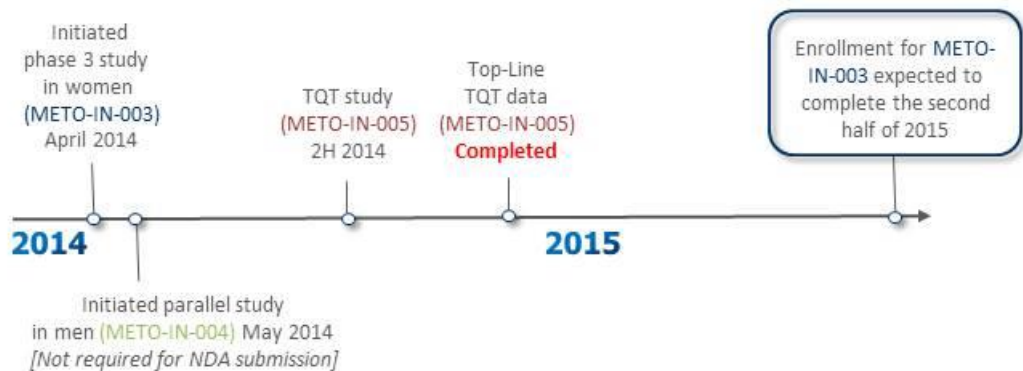 Initiated
phase 3 study
in women
(METO-IN-003)
April 2014
TQT study
(METO-IN-005)
2H 2014
Top-Line
TQT data
(METO-IN-005)
Completed
Enrollment for METO-
IN-003 expected to
complete the second
half of 2015
2014
2015
Initiated parallel study
in men (METO-IN-004) May 2014
[Not required for NDA submission]